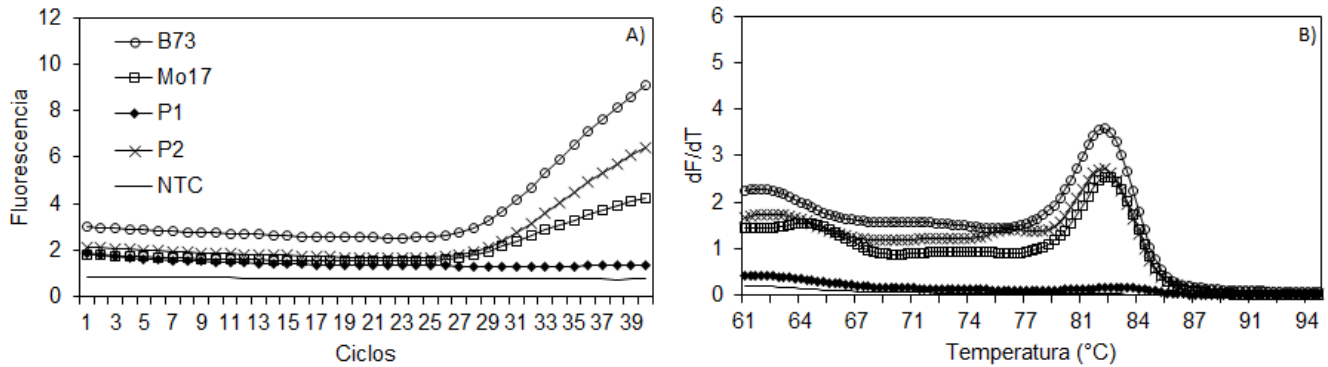 A)
Fluorescencia
12
10
8
6
4
2
0
B73
Mo17
P1
P2
NTC
1 3 5 7 9 11 13 15 17 19 21 23 25 27 29 31 33 35 37 39
Ciclos
B)
dF/dT
6
5
4
3
2
1
0
61 64 67 71 74 77 81 84 87 91 94
Temperatura (°C)